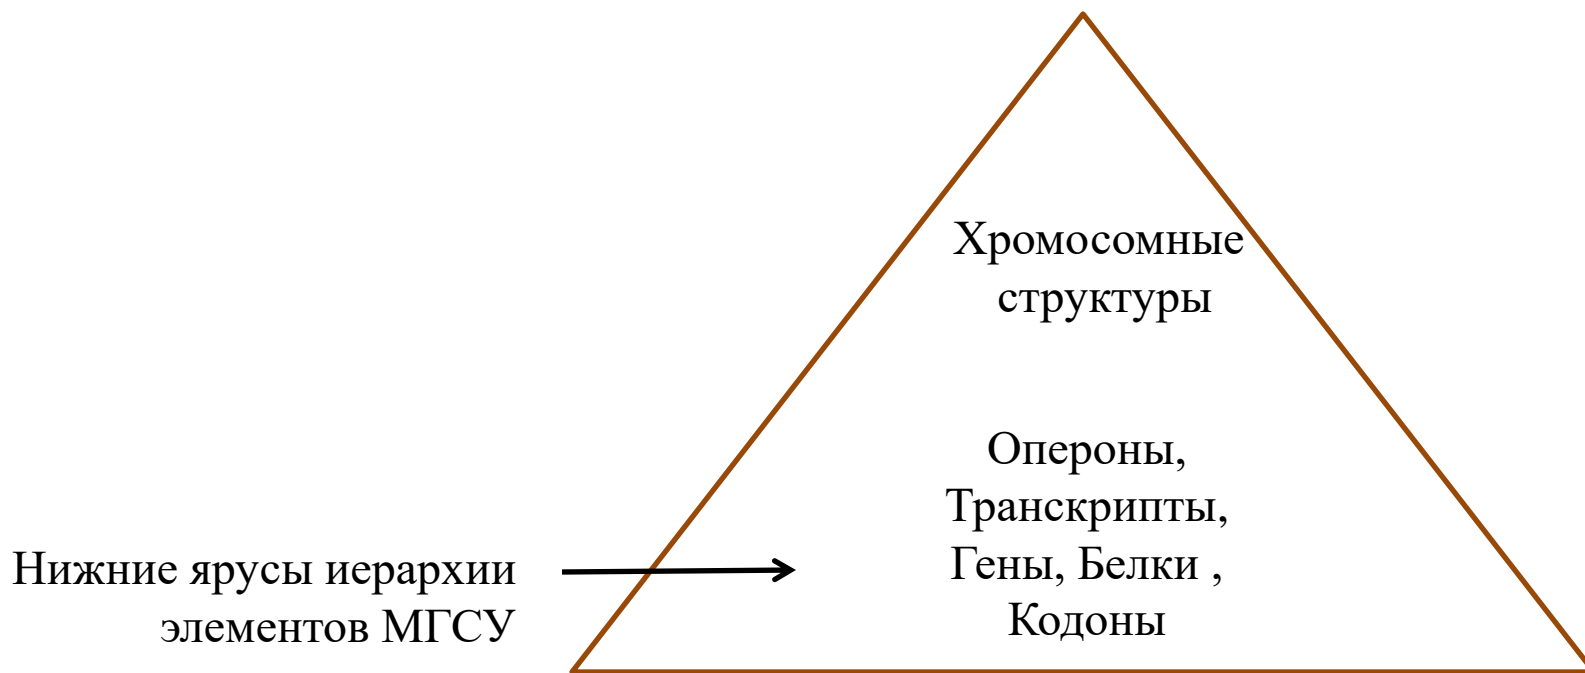 Хромосомные
структуры
Опероны,
Транскрипты,
Гены, Белки ,
Кодоны
Нижние ярусы иерархии
элементов МГСУ